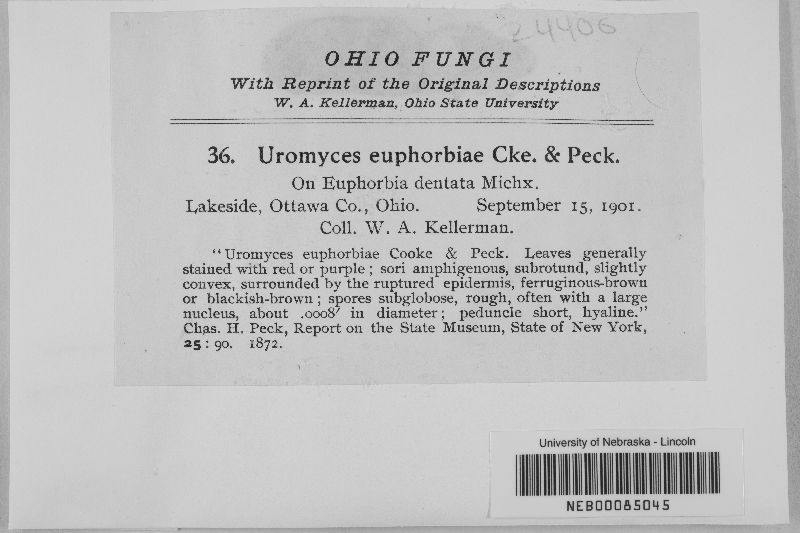 24406
OHIO FUNGI
With Reprint of the Original Descriptions
W. A. Kellerman, Ohio State University
36. Uromyces euphorbiae Cke. & Peck.
On Euphorbia dentata Michx.
Lakeside, Ottawa Co., Ohio. September 15, 1901.
Coll. W. A. Kellerman.
"Uromyces euphorbiae Cooke & Peck. Leaves generally
stained with red or purple; sori amphigenous, subrotund, slightly
convex, surrounded by the ruptured epidermis, ferruginous-brown
or blackish-brown; spores subglobose, rough, often with a large
nucleus, about .0008′ in diameter; peduncle short, hyaline."
Chas. H. Peck, Report on the State Museum, State of New York,
25: 90. 1872.
University of Nebraska - Lincoln
NEB00085045